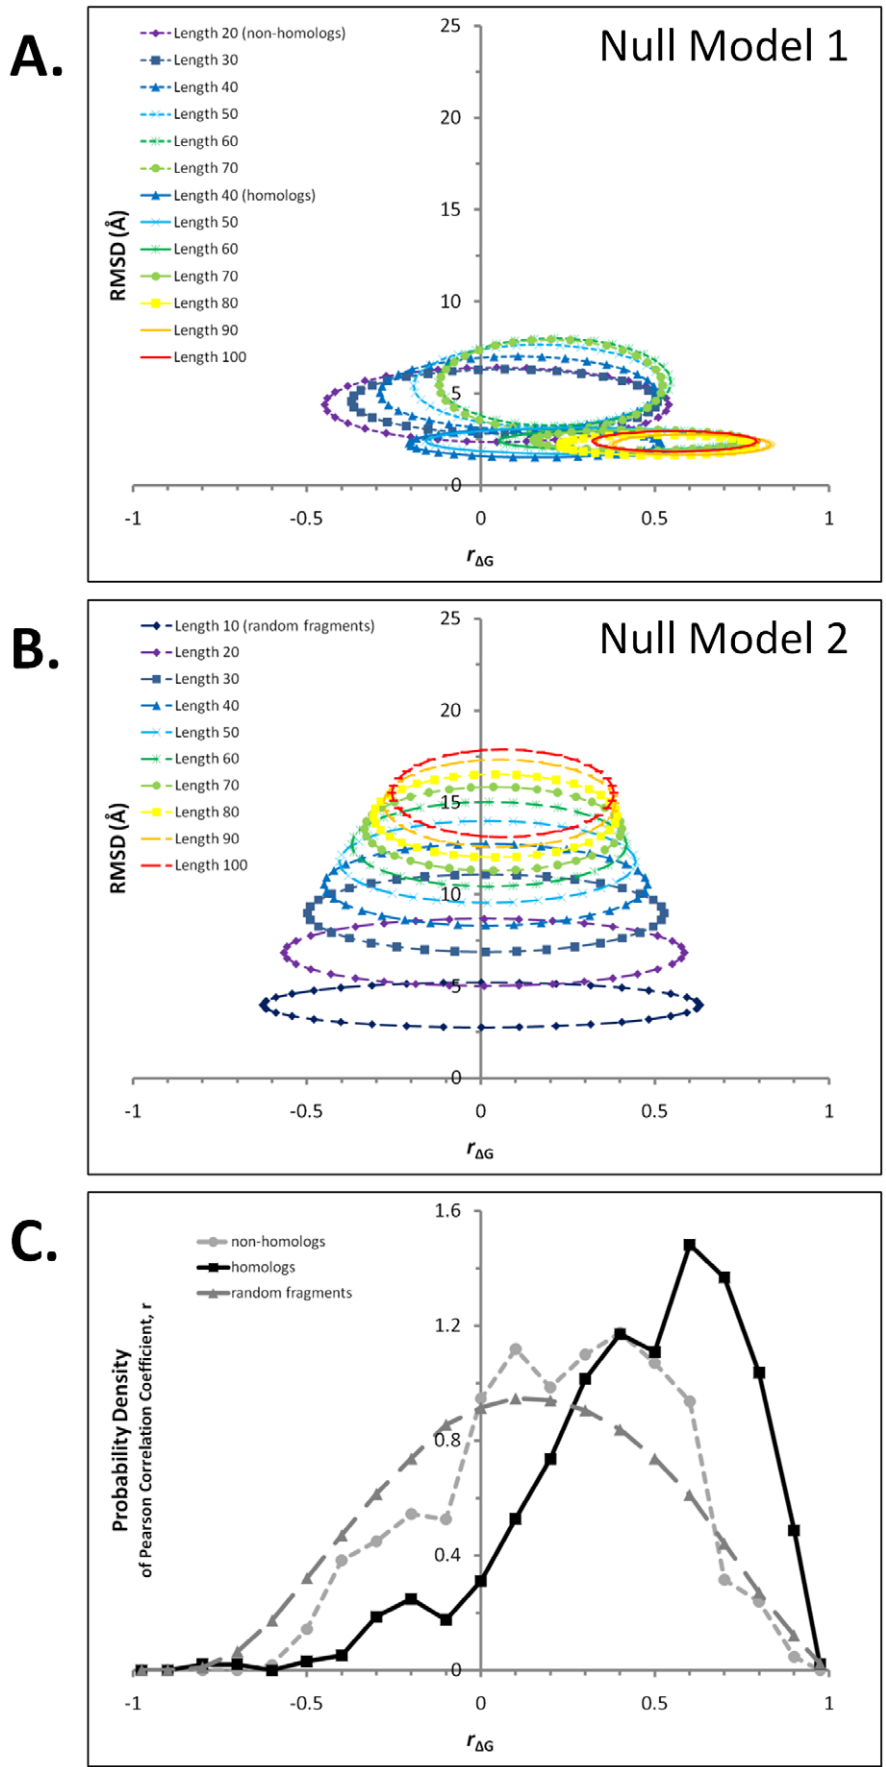 A.
Null Model 1
Length 20 (non-homologs)
Length 30
Length 40
Length 50
Length 60
Length 70
Length 40 (homologs)
Length 50
Length 60
Length 70
Length 80
Length 90
Length 100
RMSD (Å)
25
20
15
10
5
0
-1
-0.5
0
0.5
1
rΔG
B.
Null Model 2
Length 10 (random fragments)
Length 20
Length 30
Length 40
Length 50
Length 60
Length 70
Length 80
Length 90
Length 100
RMSD (Å)
25
20
15
10
5
0
-1
-0.5
0
0.5
1
rΔG
C.
non-homologs
homologs
random fragments
Probability Density
of Pearson Correlation Coefficient, r
1.6
1.2
0.8
0.4
0
-1
-0.5
0
0.5
1
rΔG